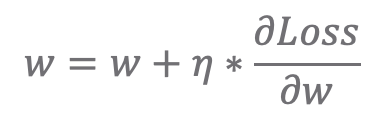 w = w + η * ∂Loss/∂w